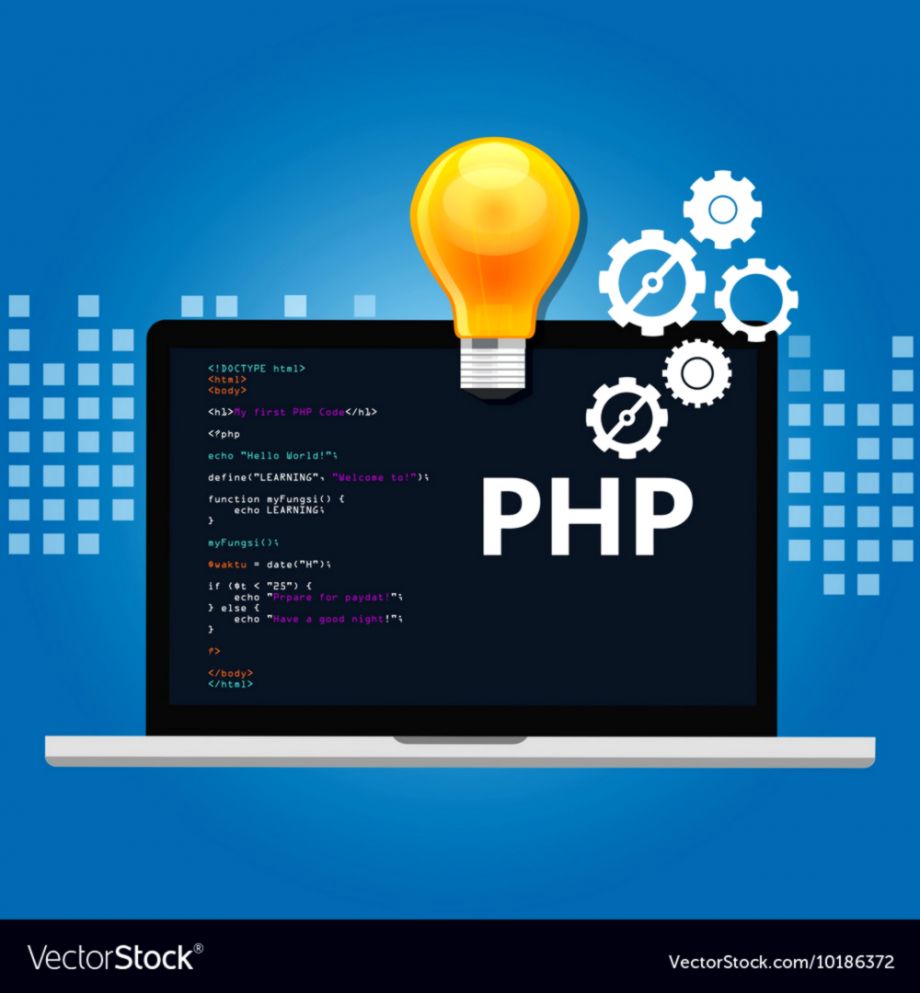 <!DOCTYPE html>
<html>
<body>
<h1>My first PHP Code</h1>
<?php
echo "Hello World!";
define("LEARNING", "Welcome to!");
function myFungsi() {
echo LEARNING;
}
myFungsi();
$waktu = date("H");
if ($t < "25") {
echo "Prpare for paydat!";
} else {
echo "Have a good night!";
}
?>
</body>
</html>
PHP
VectorStock®
VectorStock.com/10186372